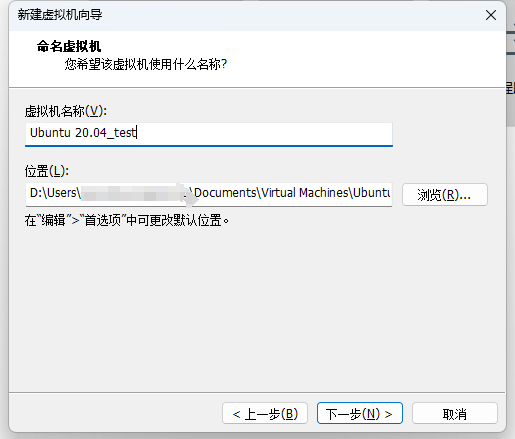 新建虚拟机向导
命名虚拟机
您希望该虚拟机使用什么名称?
虚拟机名称(V):
Ubuntu 20.04_test
位置(L):
D:\Users\ \Documents\Virtual Machines\Ubuntu
浏览(R)...
在“编辑”>“首选项”中可更改默认位置。
< 上一步(B)
下一步(N) >
取消